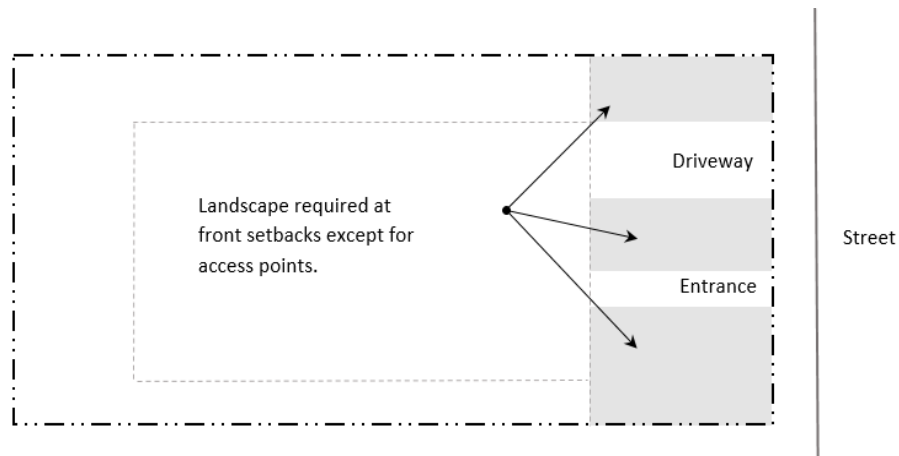 Driveway
Landscape required at
front setbacks except for
access points.
Street
Entrance